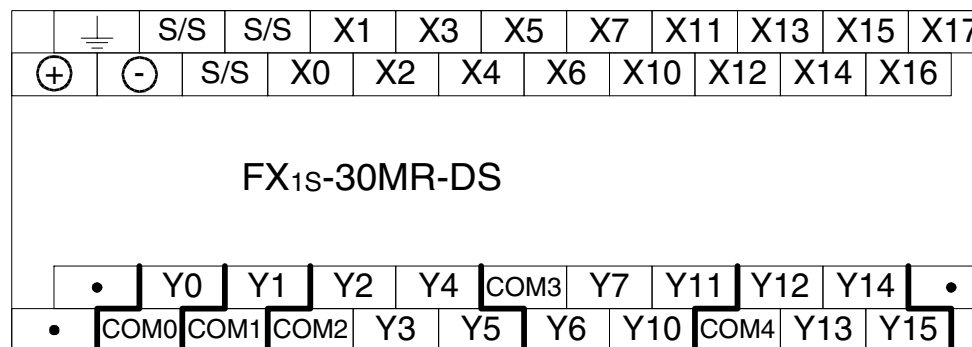 S/S S/S X1 X3 X5 X7 X11 X13 X15 X17
+ - S/S X0 X2 X4 X6 X10 X12 X14 X16
FX1S-30MR-DS
• Y0 Y1 Y2 Y4 COM3 Y7 Y11 Y12 Y14 •
• COM0 COM1 COM2 Y3 Y5 Y6 Y10 COM4 Y13 Y15